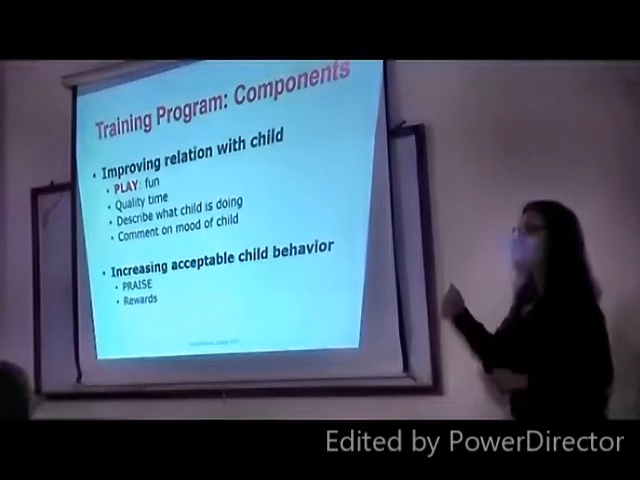 Training Program: Components
• Improving relation with child
• PLAY: fun
• Quality time
• Describe what child is doing
• Comment on mood of child
• Increasing acceptable child behavior
• PRAISE
• Rewards
Edited by PowerDirector